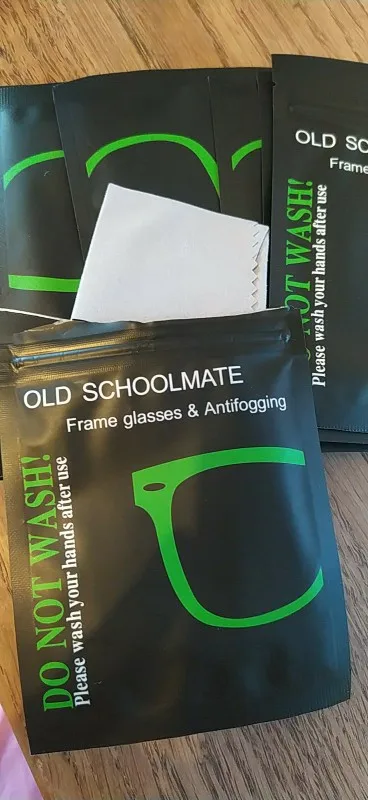 OLD SC
Frame
NOT WASH!
Please wash your hands after use
OLD SCHOOLMATE
Frame glasses & Antifogging
DO NOT WASH!
Please wash your hands after use